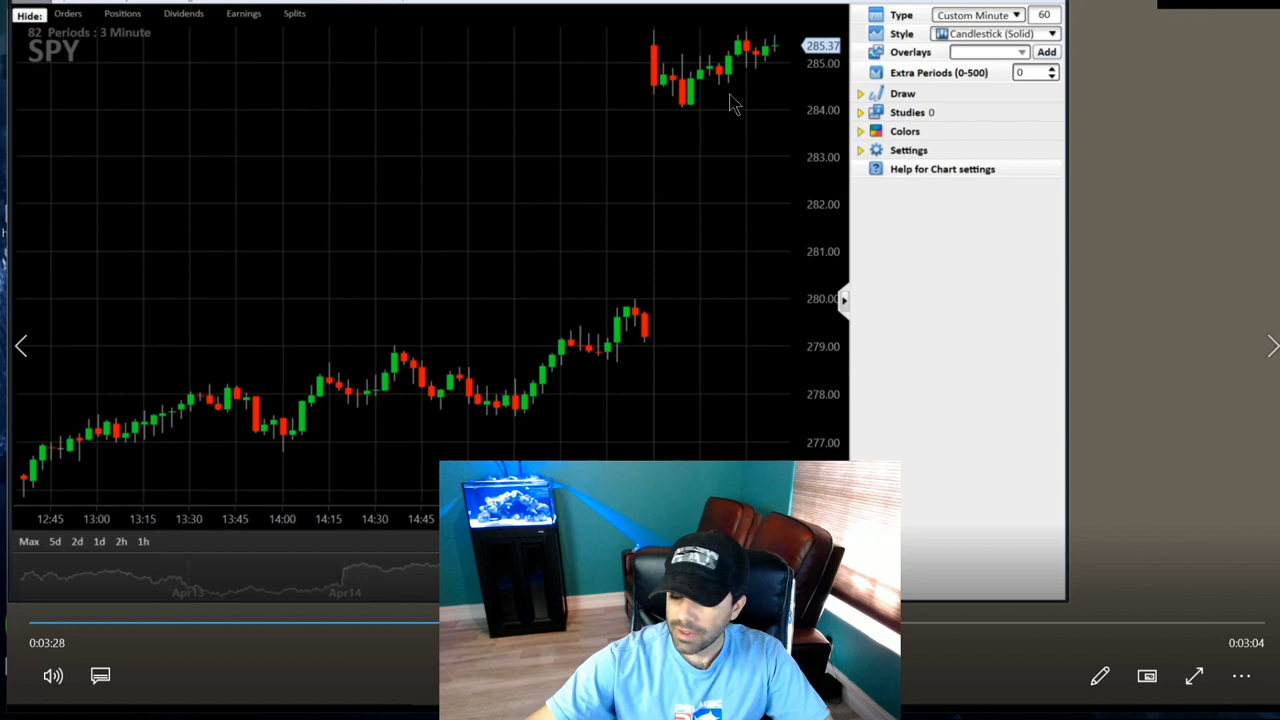 Hide: Orders Positions Dividends Earnings Splits
82 Periods : 3 Minute
SPY
285.37
285.00
284.00
283.00
282.00
281.00
280.00
279.00
278.00
277.00
12:45 13:00 13:15 13:30 13:45 14:00 14:15 14:30 14:45
Max 5d 2d 1d 2h 1h
Apr13 Apr14
Type Custom Minute 60
Style Candlestick (Solid)
Overlays Add
Extra Periods (0-500) 0
Draw
Studies 0
Colors
Settings
Help for Chart settings
0:03:28
0:03:04